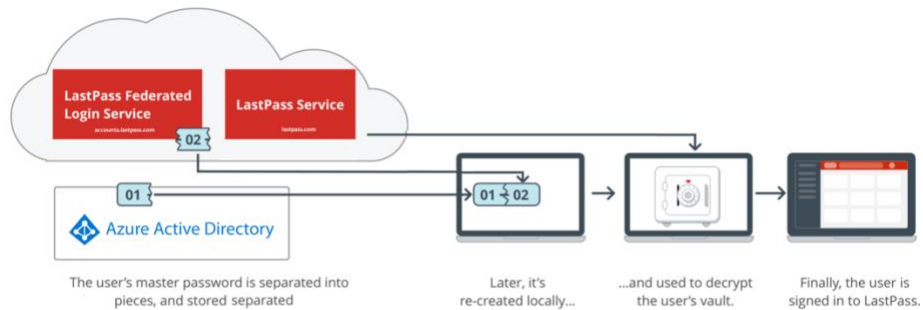 LastPass Federated
Login Service
accounts.lastpass.com
LastPass Service
lastpass.com
02
01
01
02
Azure Active Directory
The user's master password is separated into
pieces, and stored separated
Later, it's
re-created locally...
...and used to decrypt
the user's vault.
Finally, the user is
signed in to LastPass.